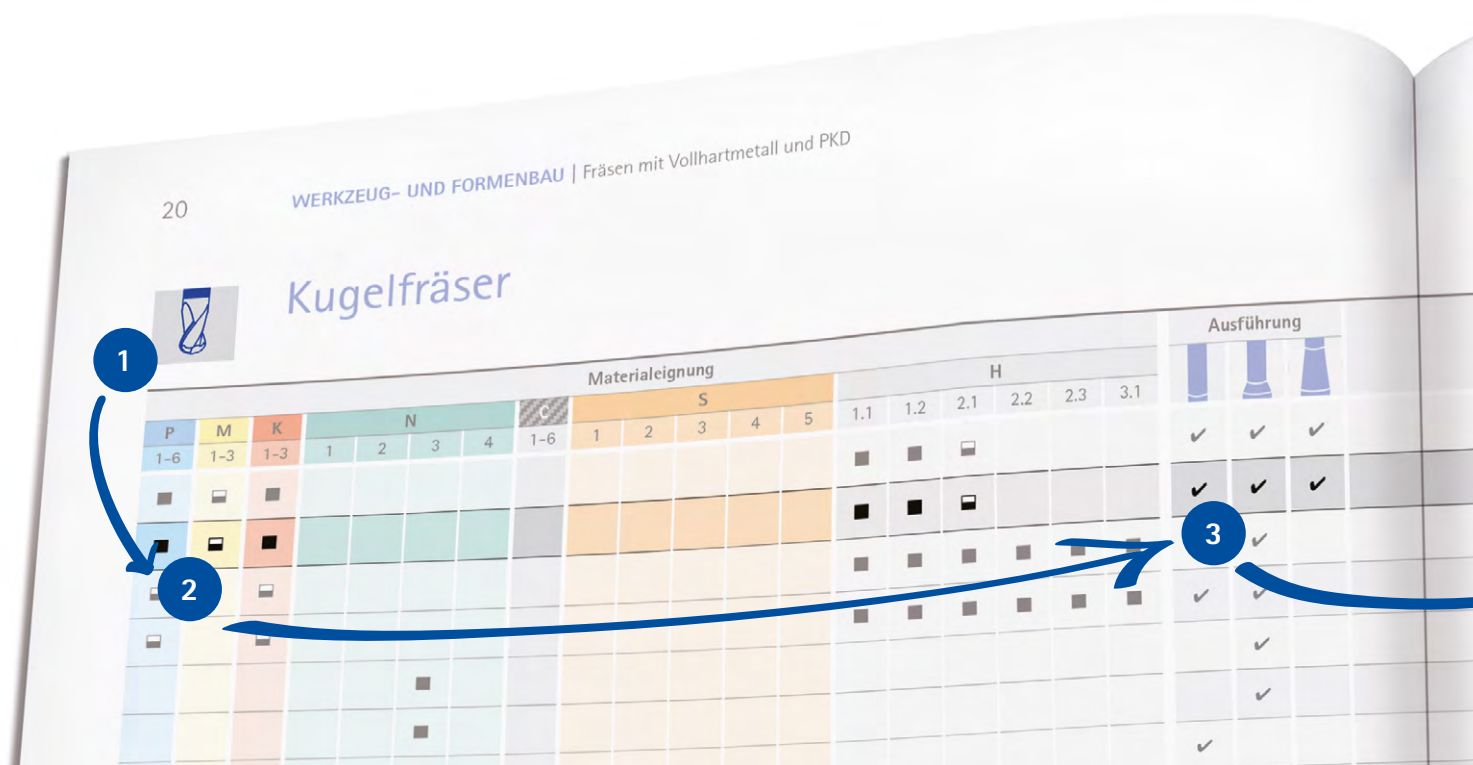 20
WERKZEUG- UND FORMENBAU | Fräsen mit Vollhartmetall und PKD
Kugelfräser
1
Ausführung
Materialeignung
P M K N C S H
1–6 1–3 1–3 1 2 3 4 1–6 1 2 3 4 5 1.1 1.2 2.1 2.2 2.3 3.1
2
3